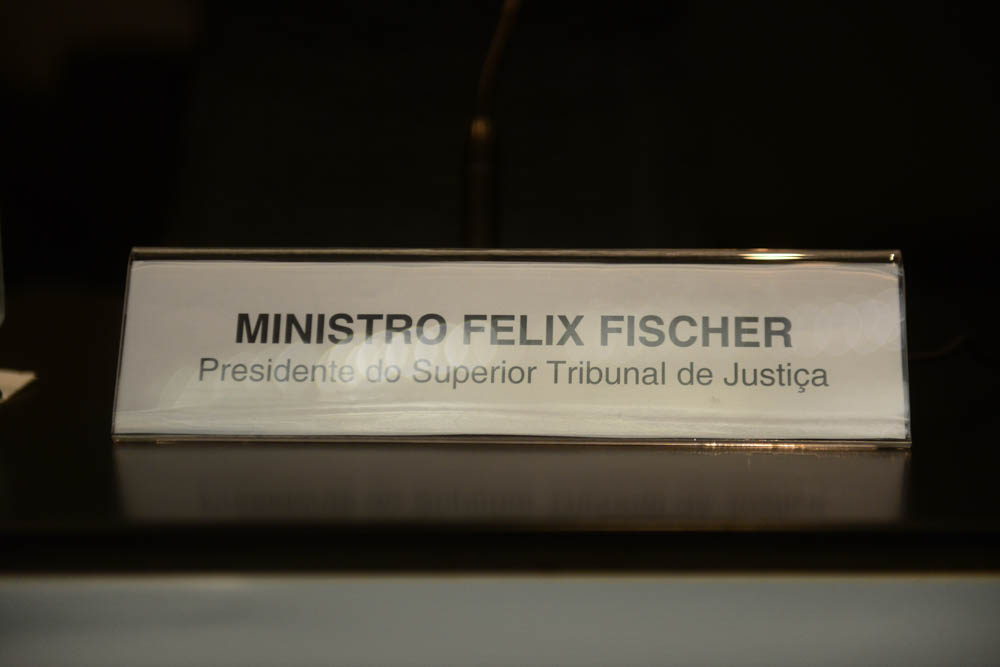 MINISTRO FELIX FISCHER
Presidente do Superior Tribunal de Justiça